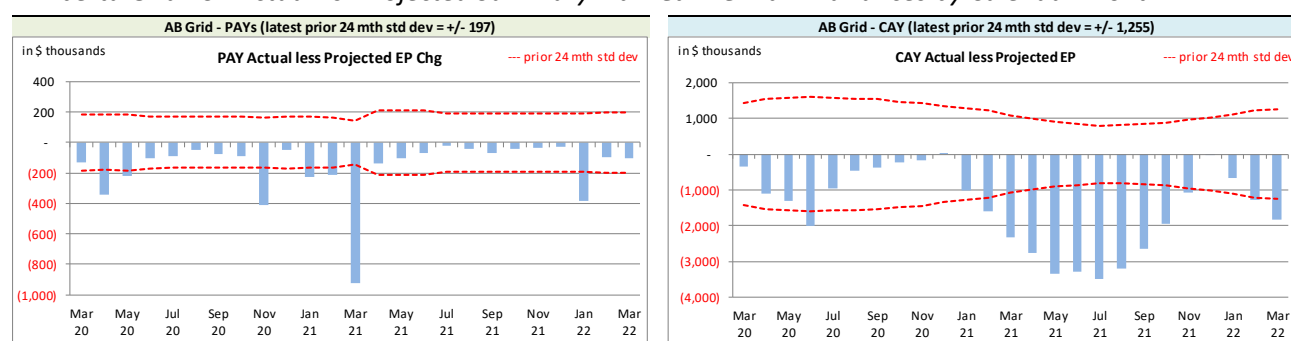 AB Grid - PAYs (latest prior 24 mth std dev = +/- 197)
in $ thousands
PAY Actual less Projected EP Chg
--- prior 24 mth std dev
400
200
-
(200)
(400)
(600)
(800)
(1,000)
Mar 20 May 20 Jul 20 Sep 20 Nov 20 Jan 21 Mar 21 May 21 Jul 21 Sep 21 Nov 21 Jan 22 Mar 22
AB Grid - CAY (latest prior 24 mth std dev = +/- 1,255)
in $ thousands
CAY Actual less Projected EP
--- prior 24 mth std dev
2,000
1,000
-
(1,000)
(2,000)
(3,000)
(4,000)
Mar 20 May 20 Jul 20 Sep 20 Nov 20 Jan 21 Mar 21 May 21 Jul 21 Sep 21 Nov 21 Jan 22 Mar 22